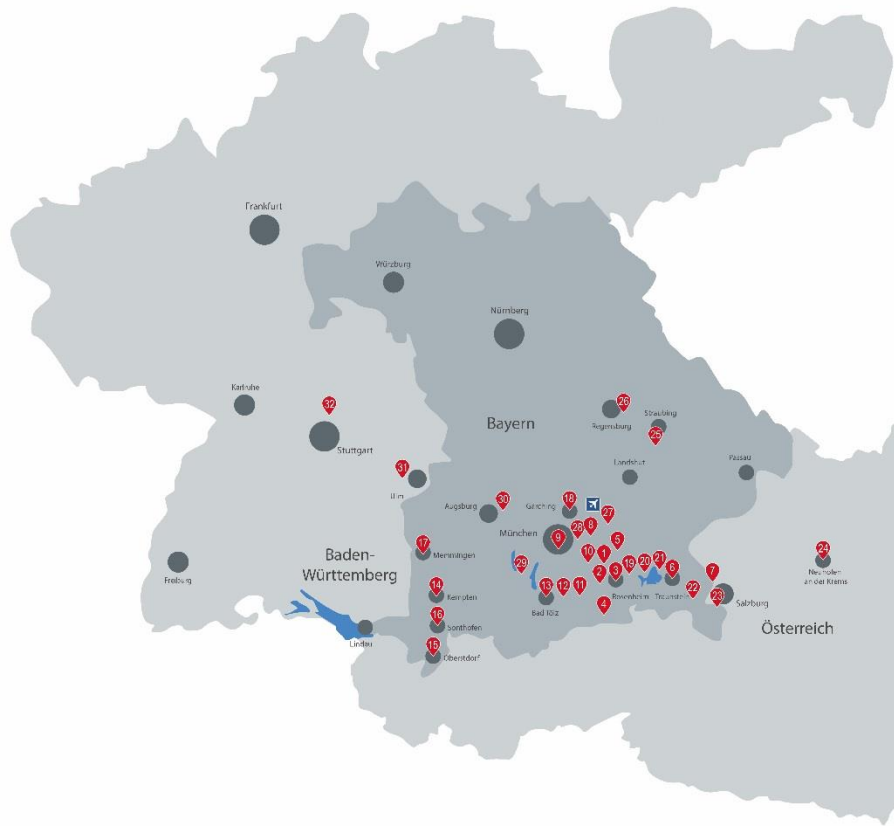 Frankfurt
Würzburg
Nürnberg
Karlsruhe
32
26
Straubing
Regensburg
Bayern
25
Stuttgart
Landshut
Passau
31
Ulm
30
18
Augsburg
Garching
27
8
28
München
9
5
24
17
10
1
Memmingen
29
19
20
21
6
7
2
3
Baden-
Württemberg
Freiburg
Neuhofen
an der Krems
14
13
12
11
22
23
Kempten
Rosenheim
Traunstein
Salzburg
4
Bad Tölz
16
Sonthofen
Österreich
Lindau
15
Oberstdorf